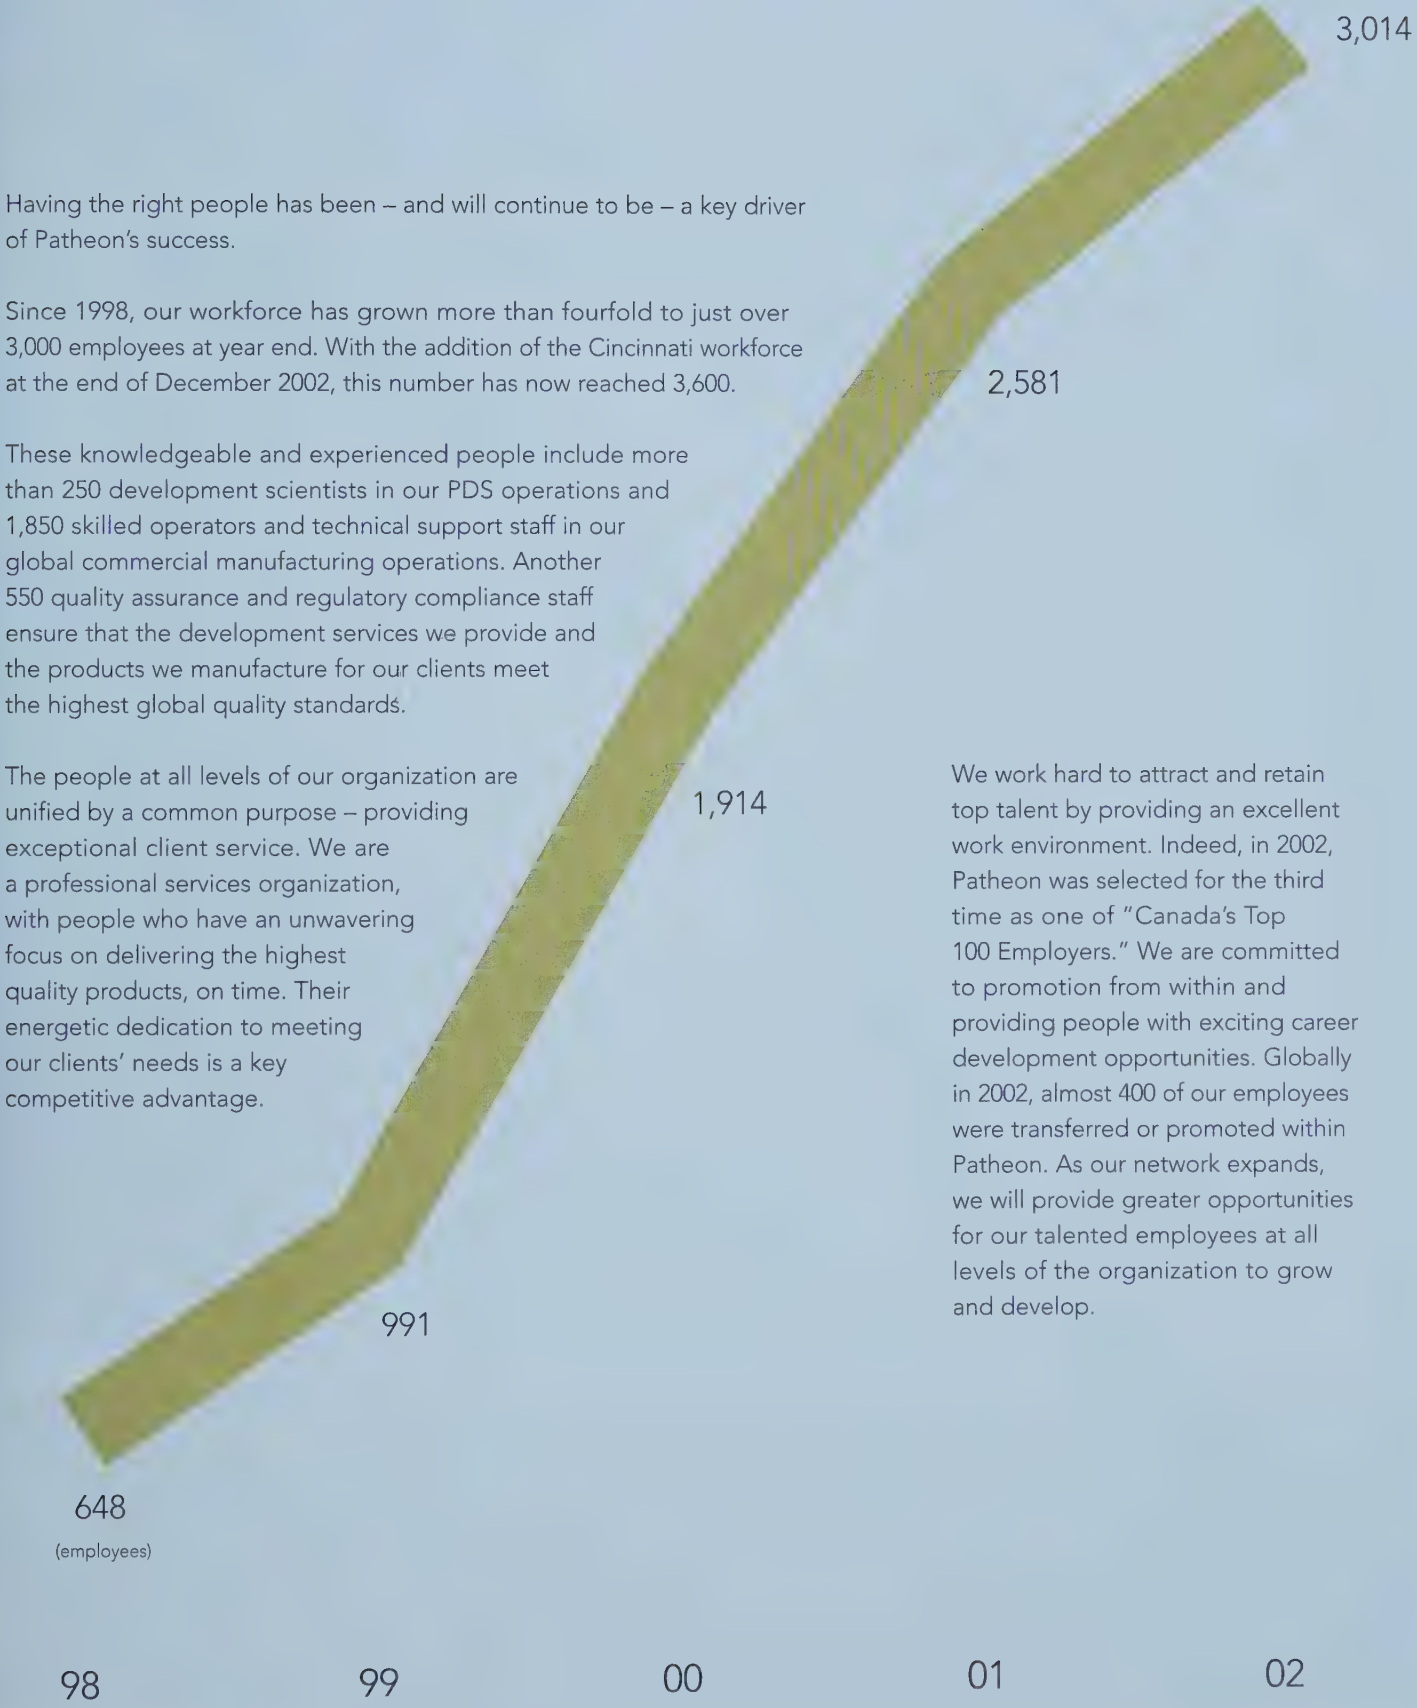 3,014
Having the right people has been – and will continue to be – a key driver
of Patheon's success.
Since 1998, our workforce has grown more than fourfold to just over
3,000 employees at year end. With the addition of the Cincinnati workforce
at the end of December 2002, this number has now reached 3,600.
2,581
These knowledgeable and experienced people include more
than 250 development scientists in our PDS operations and
1,850 skilled operators and technical support staff in our
global commercial manufacturing operations. Another
550 quality assurance and regulatory compliance staff
ensure that the development services we provide and
the products we manufacture for our clients meet
the highest global quality standards.
The people at all levels of our organization are
unified by a common purpose – providing
exceptional client service. We are
a professional services organization,
with people who have an unwavering
focus on delivering the highest
quality products, on time. Their
energetic dedication to meeting
our clients' needs is a key
competitive advantage.
1,914
We work hard to attract and retain
top talent by providing an excellent
work environment. Indeed, in 2002,
Patheon was selected for the third
time as one of "Canada's Top
100 Employers." We are committed
to promotion from within and
providing people with exciting career
development opportunities. Globally
in 2002, almost 400 of our employees
were transferred or promoted within
Patheon. As our network expands,
we will provide greater opportunities
for our talented employees at all
levels of the organization to grow
and develop.
991
648
(employees)
98 99 00 01 02